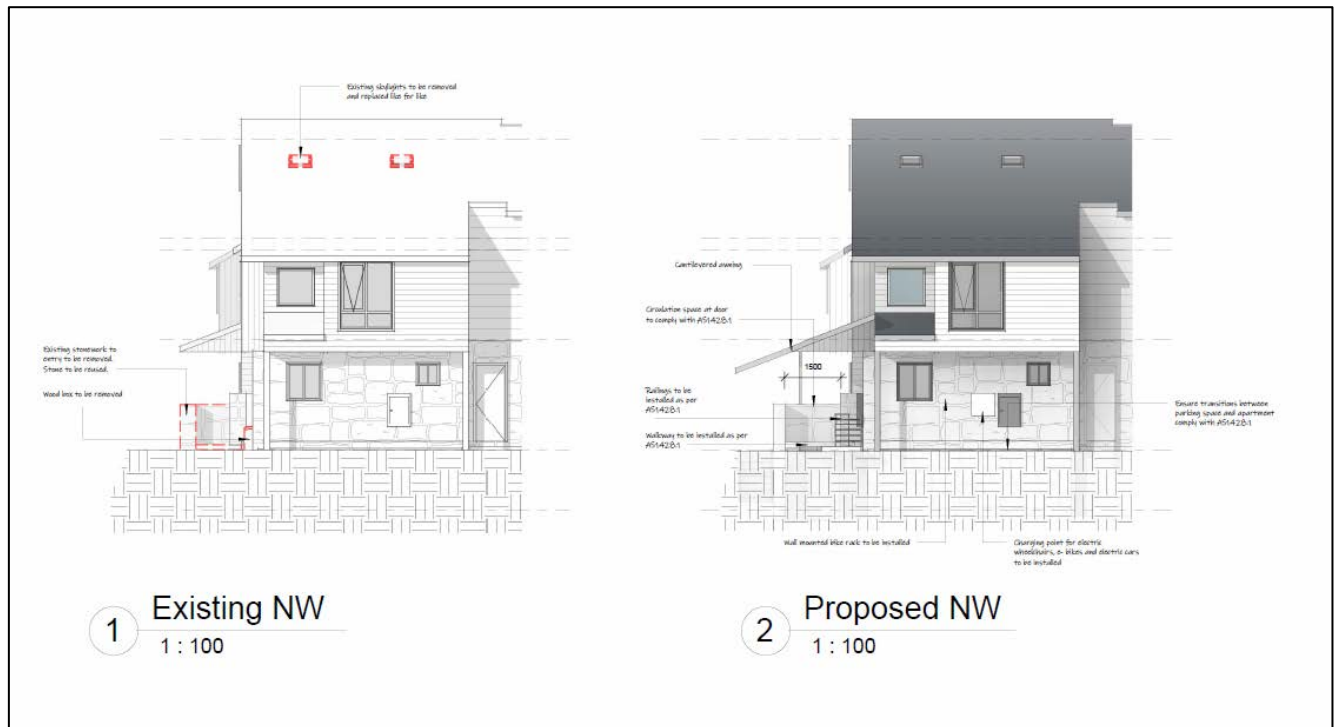 Existing skylights to be removed
and replaced like for like
Existing stonework to
entry to be removed.
Stone to be reused.
Wood box to be removed
1
Existing NW
1 : 100
Cantilevered awning
Circulation space at door
to comply with AS1428.1
1500
Railings to be
installed as per
AS1428.1
Walkway to be installed as per
AS1428.1
Ensure transitions between
parking space and apartment
comply with AS1428.1
Wall mounted bike rack to be installed
Charging point for electric
wheelchairs, e- bikes and electric cars
to be installed
2
Proposed NW
1 : 100